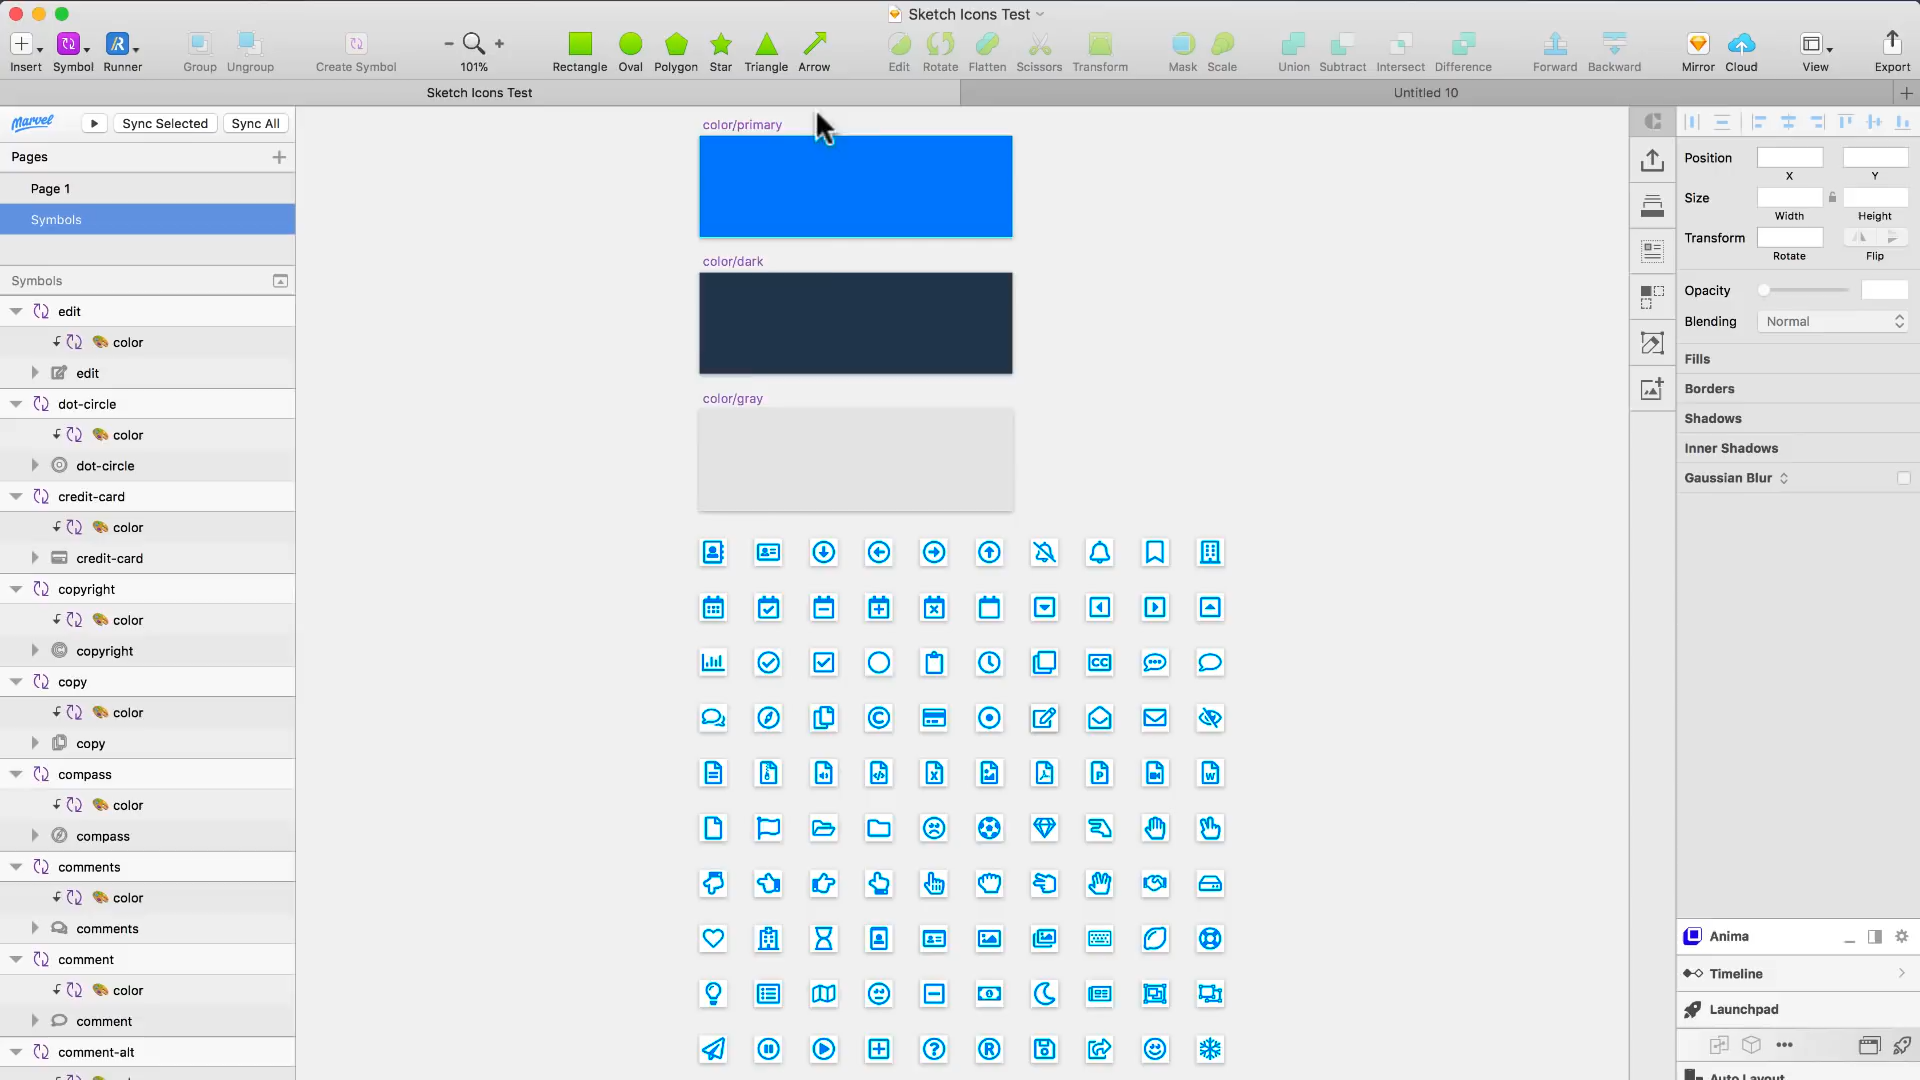 Sketch Icons Test
Insert
Symbol
Runner
Group
Ungroup
Create Symbol
101%
Rectangle
Oval
Polygon
Star
Triangle
Arrow
Edit
Rotate
Flatten
Scissors
Transform
Mask
Scale
Union
Subtract
Intersect
Difference
Forward
Backward
Mirror
Cloud
View
Export
Sketch Icons Test
Untitled 10
Marvel
Sync Selected
Sync All
Pages
Page 1
Symbols
Symbols
edit
color
edit
dot-circle
color
dot-circle
credit-card
color
credit-card
copyright
color
copyright
copy
color
copy
compass
color
compass
comments
color
comments
comment
color
comment
comment-alt
color/primary
color/dark
color/gray
CC
Position
X
Y
Size
Width
Height
Transform
Rotate
Flip
Opacity
Blending
Normal
Fills
Borders
Shadows
Inner Shadows
Gaussian Blur
Anima
Timeline
Launchpad
Auto Layout